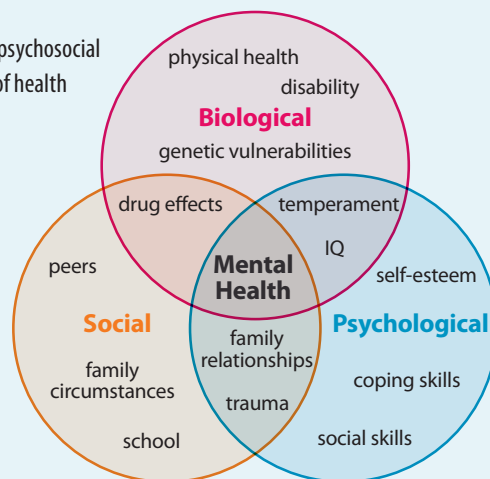 psychosocial
of health
physical health
disability
Biological
genetic vulnerabilities
drug effects
temperament
IQ
peers
Mental
Health
self-esteem
Social
Psychological
family
relationships
family
circumstances
coping skills
trauma
school
social skills